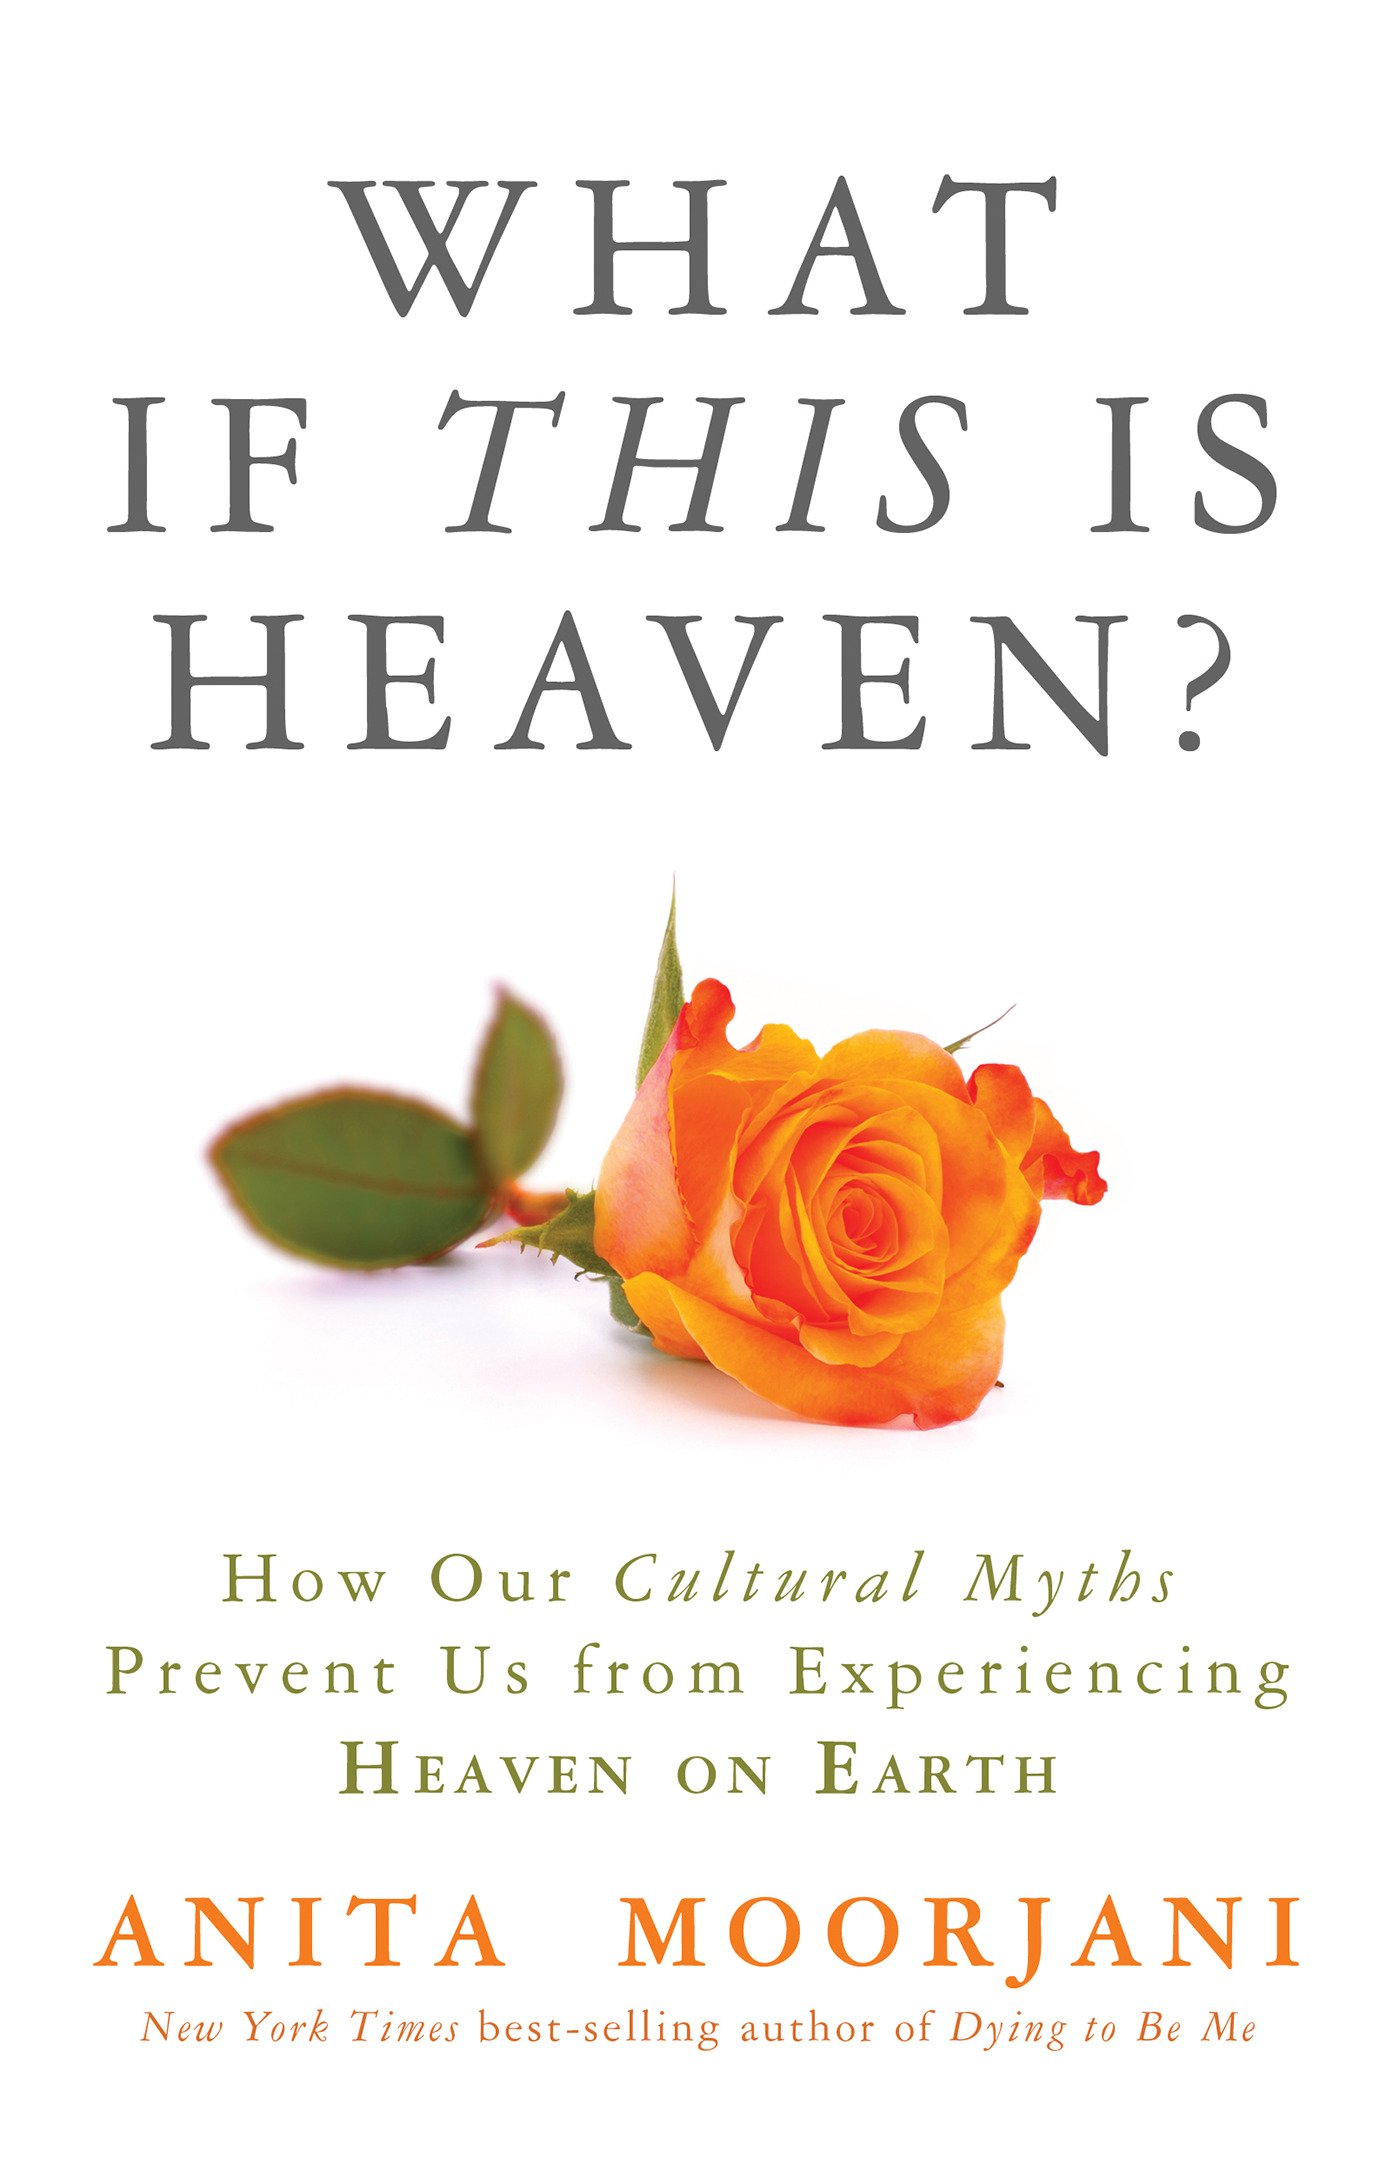 WHAT
IF THIS IS
HEAVEN?
How Our Cultural Myths
Prevent Us from Experiencing
Heaven on Earth
ANITA MOORJANI
New York Times best-selling author of Dying to Be Me